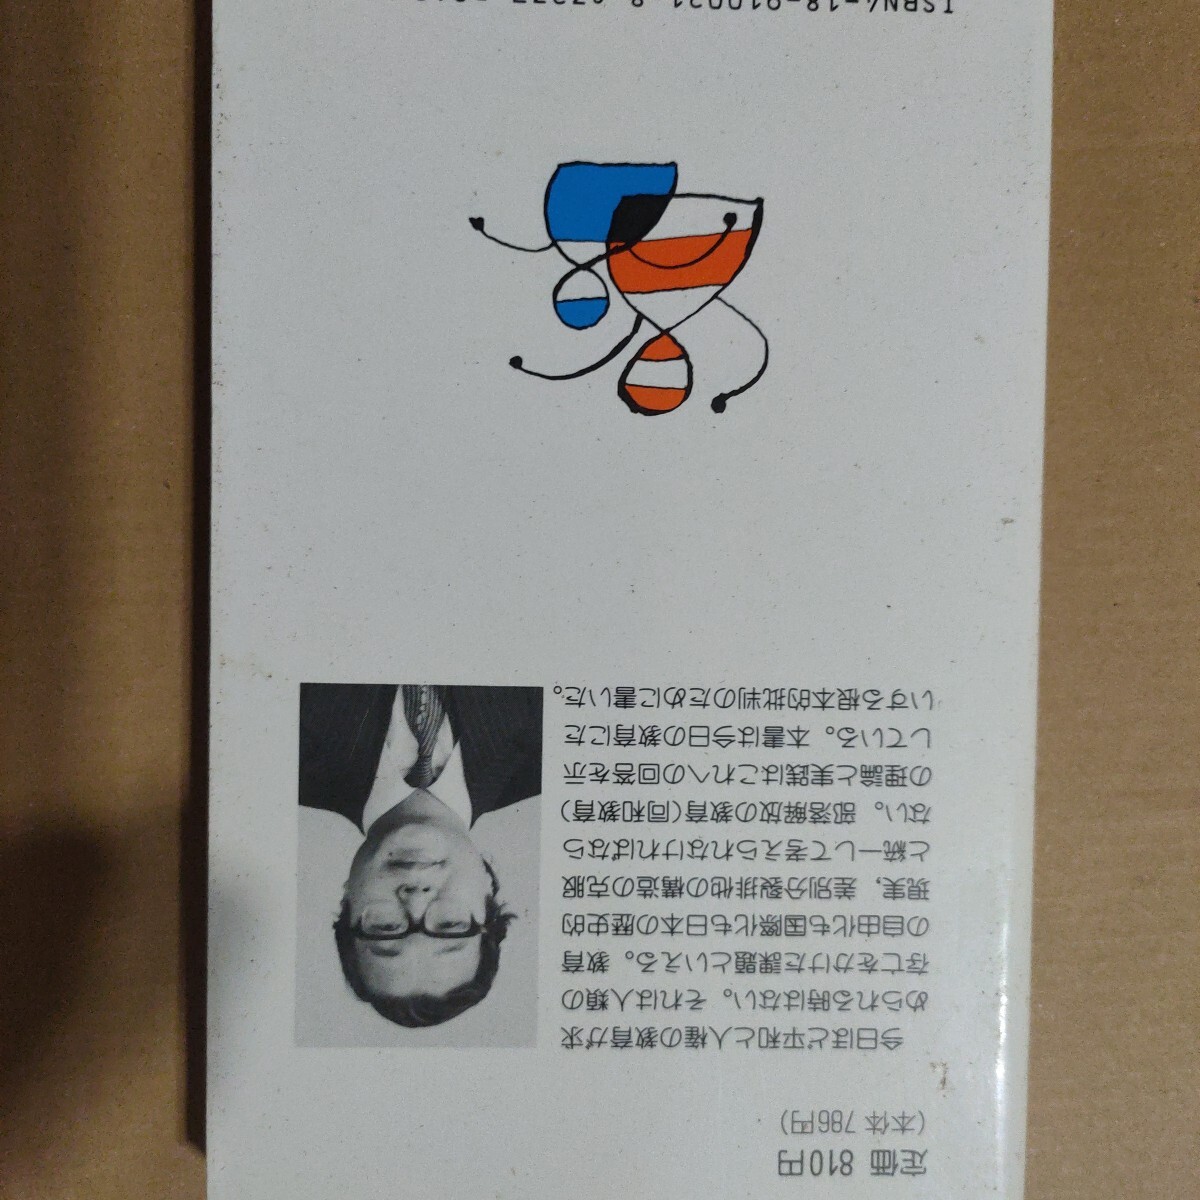 定価 810円
(本体 786円)
今日ほど平和と人権の教育が求
められる時はない。それは人類の
存亡をかけた課題といえる。教育
の自由化も国際化も日本の歴史的
現実，差別分裂排他の構造の克服
と統一して考えられなければなら
ない。部落解放の教育(同和教育)
の理論と実践はこれへの回答を示
している。本書は今日の教育にた
いする根本的批判のために書いた。
ISBN4-18-910021-8